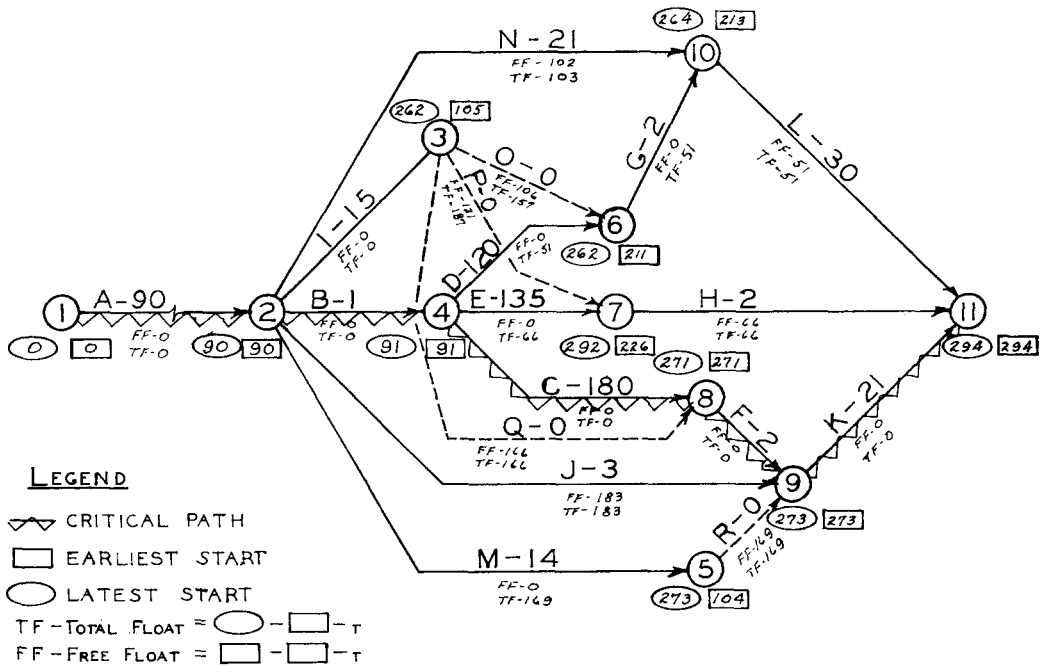 N-21
FF-102
TF-103
264
213
10
262
105
3
O-0
FF-106
TF-157
P-0
FF-121
TF-187
G-2
FF-0
TF-51
L-30
FF-51
TF-51
I-15
FF-0
TF-0
D-120
FF-0
TF-51
6
262
211
1
A-90
FF-0
TF-0
0
0
2
90
90
B-1
FF-0
TF-0
4
91
91
E-135
FF-0
TF-66
7
292
226
H-2
FF-66
TF-66
11
294
294
C-180
FF-0
TF-0
271
271
8
Q-0
FF-166
TF-166
F-2
FF-0
TF-0
K-21
FF-0
TF-0
J-3
FF-183
TF-183
9
273
273
R-0
FF-169
TF-169
M-14
FF-0
TF-169
5
273
104
LEGEND
CRITICAL PATH
EARLIEST START
LATEST START
TF-TOTAL FLOAT = - -T
FF-FREE FLOAT = - -T